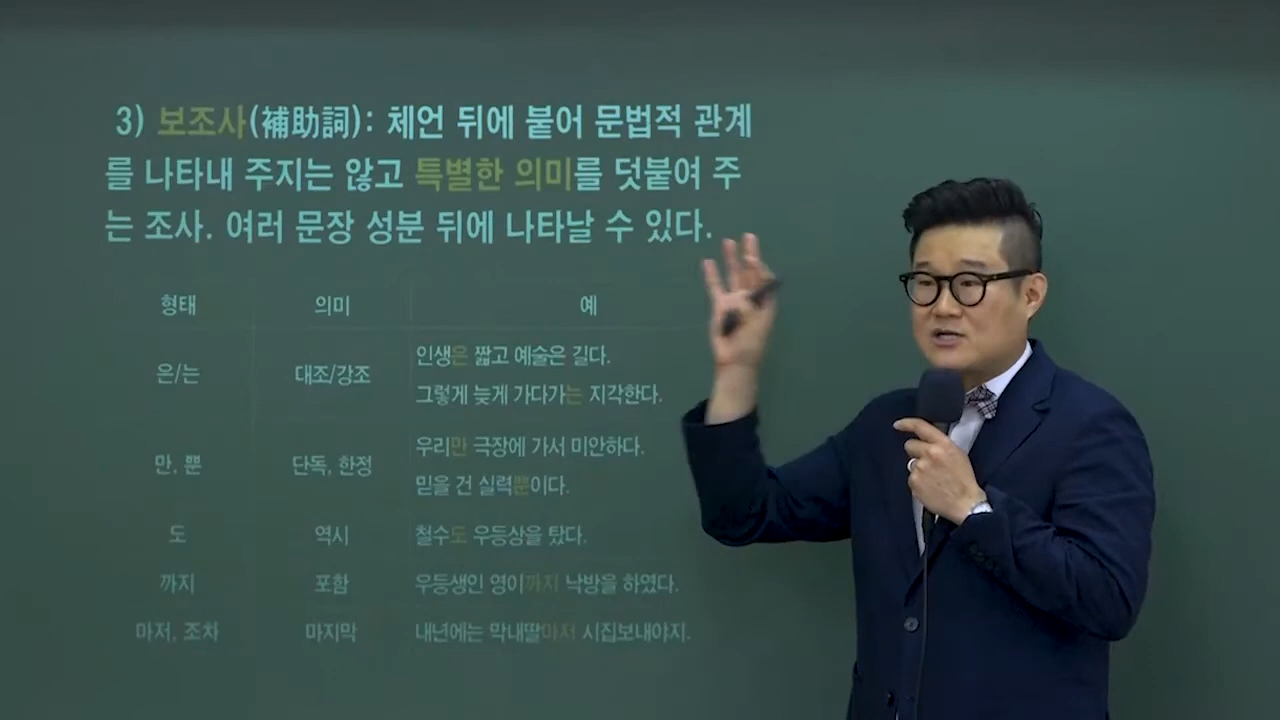 3) 보조사(補助詞): 체언 뒤에 붙어 문법적 관계
를 나타내 주지는 않고 특별한 의미를 덧붙여 주
는 조사. 여러 문장 성분 뒤에 나타날 수 있다.
형태 의미 예
은/는 대조/강조 인생은 짧고 예술은 길다.
그렇게 늦게 가다가는 지각한다.
만, 뿐 단독, 한정 우리만 극장에 가서 미안하다.
믿을 건 실력뿐이다.
도 역시 철수도 우등상을 탔다.
까지 포함 우등생인 영이까지 낙방을 하였다.
마저, 조차 마지막 내년에는 막내딸마저 시집보내야지.